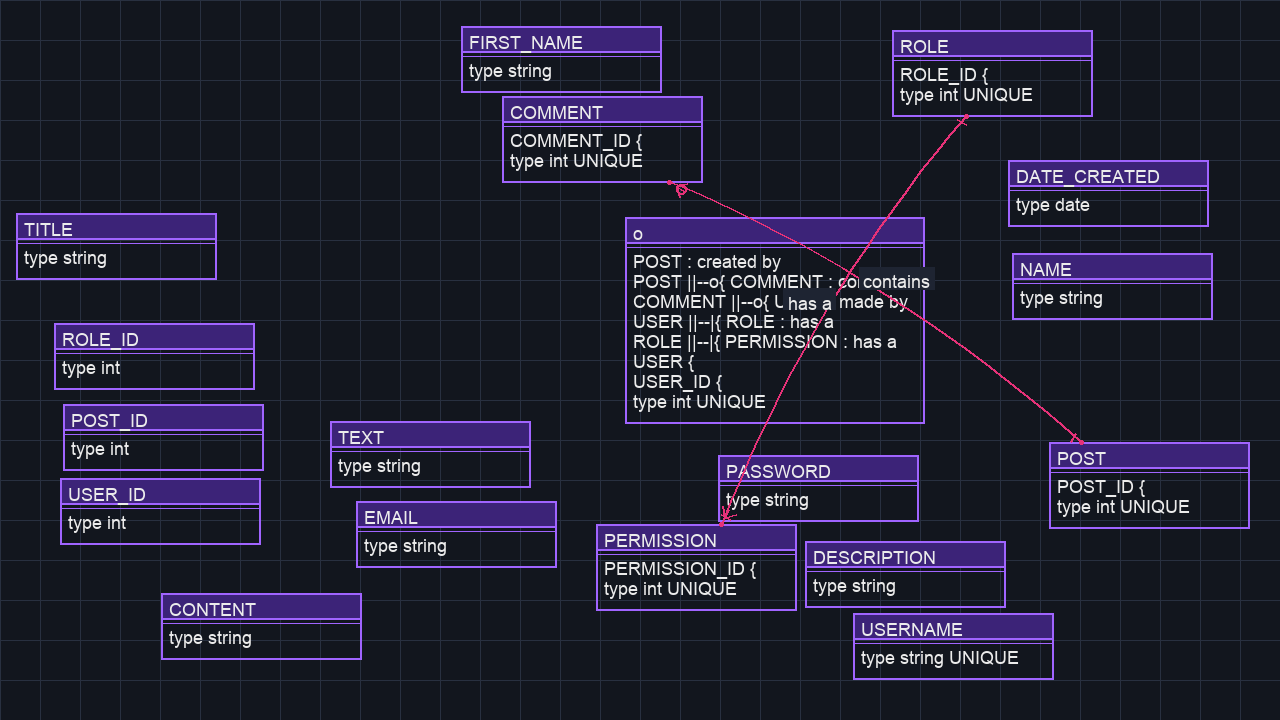 FIRST_NAME
type string
ROLE
ROLE_ID {
type int UNIQUE
COMMENT
COMMENT_ID {
type int UNIQUE
DATE_CREATED
type date
TITLE
type string
o
POST : created by
POST ||--o{ COMMENT :
contains
COMMENT ||--o{
has a
made by
USER ||--|{ ROLE : has a
ROLE ||--|{ PERMISSION : has a
USER {
USER_ID {
type int UNIQUE
NAME
type string
ROLE_ID
type int
POST_ID
type int
TEXT
type string
POST
POST_ID {
type int UNIQUE
PASSWORD
type string
USER_ID
type int
EMAIL
type string
PERMISSION
PERMISSION_ID {
type int UNIQUE
DESCRIPTION
type string
CONTENT
type string
USERNAME
type string UNIQUE